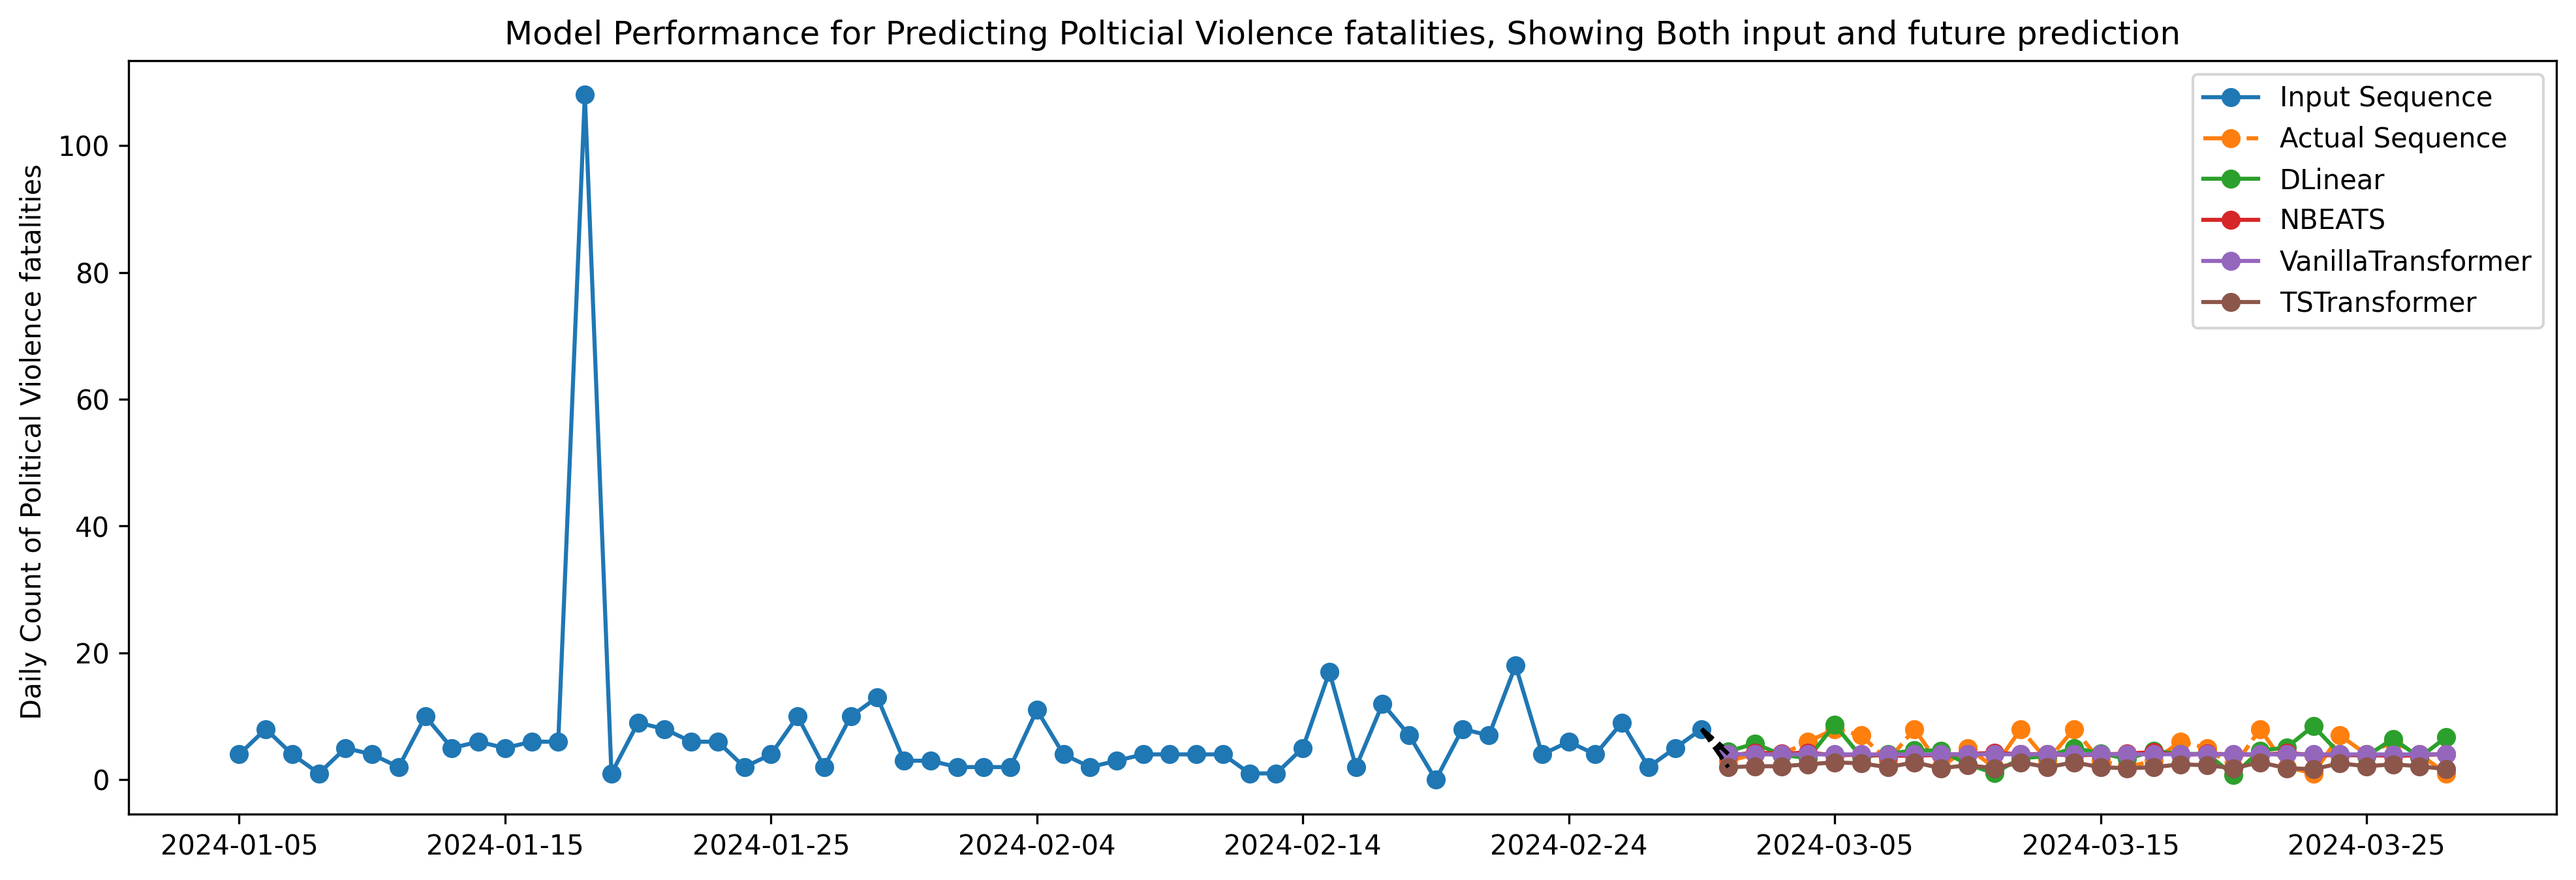 Model Performance for Predicting Polticial Violence fatalities, Showing Both input and future prediction
Daily Count of Political Violence fatalities
100
80
60
40
20
0
Input Sequence
Actual Sequence
DLinear
NBEATS
VanillaTransformer
TSTransformer
2024-01-05
2024-01-15
2024-01-25
2024-02-04
2024-02-14
2024-02-24
2024-03-05
2024-03-15
2024-03-25